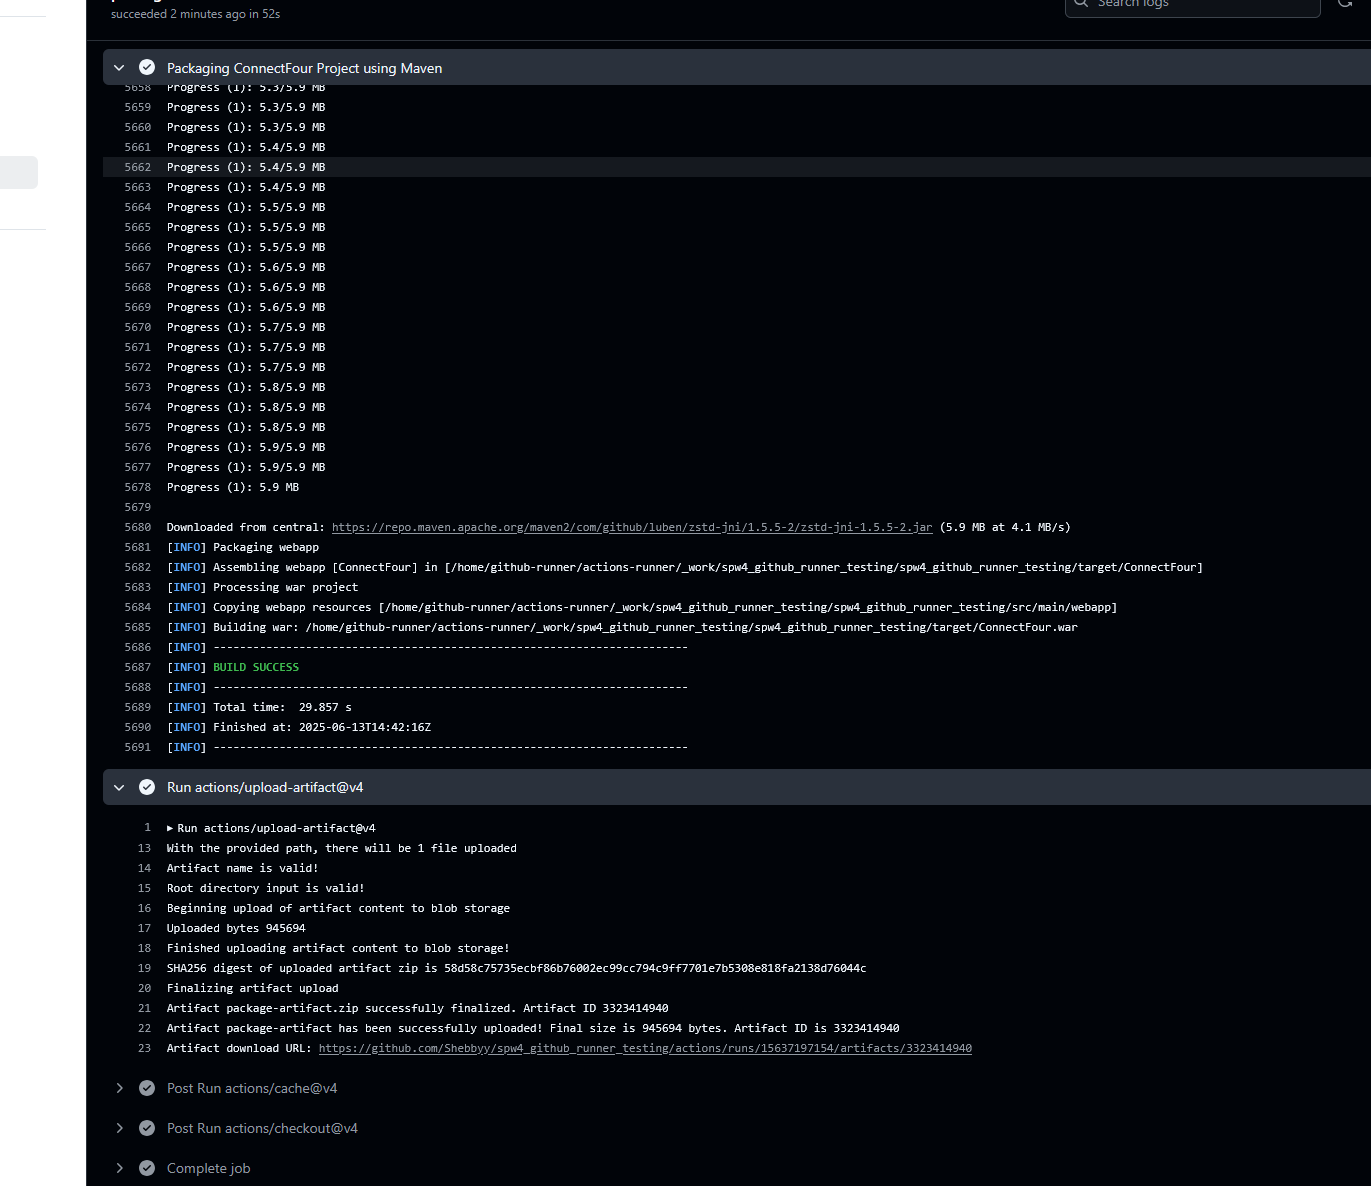 succeeded 2 minutes ago in 52s
Search logs
Packaging ConnectFour Project using Maven
5658 Progress (1): 5.3/5.9 MB
5659 Progress (1): 5.3/5.9 MB
5660 Progress (1): 5.3/5.9 MB
5661 Progress (1): 5.4/5.9 MB
5662 Progress (1): 5.4/5.9 MB
5663 Progress (1): 5.4/5.9 MB
5664 Progress (1): 5.5/5.9 MB
5665 Progress (1): 5.5/5.9 MB
5666 Progress (1): 5.5/5.9 MB
5667 Progress (1): 5.6/5.9 MB
5668 Progress (1): 5.6/5.9 MB
5669 Progress (1): 5.6/5.9 MB
5670 Progress (1): 5.7/5.9 MB
5671 Progress (1): 5.7/5.9 MB
5672 Progress (1): 5.7/5.9 MB
5673 Progress (1): 5.8/5.9 MB
5674 Progress (1): 5.8/5.9 MB
5675 Progress (1): 5.8/5.9 MB
5676 Progress (1): 5.9/5.9 MB
5677 Progress (1): 5.9/5.9 MB
5678 Progress (1): 5.9 MB
5679
5680 Downloaded from central: https://repo.maven.apache.org/maven2/com/github/luben/zstd-jni/1.5.5-2/zstd-jni-1.5.5-2.jar (5.9 MB at 4.1 MB/s)
5681 [INFO] Packaging webapp
5682 [INFO] Assembling webapp [ConnectFour] in [/home/github-runner/actions-runner/_work/spw4_github_runner_testing/spw4_github_runner_testing/target/ConnectFour]
5683 [INFO] Processing war project
5684 [INFO] Copying webapp resources [/home/github-runner/actions-runner/_work/spw4_github_runner_testing/spw4_github_runner_testing/src/main/webapp]
5685 [INFO] Building war: /home/github-runner/actions-runner/_work/spw4_github_runner_testing/spw4_github_runner_testing/target/ConnectFour.war
5686 [INFO] ------------------------------------------------------------------------
5687 [INFO] BUILD SUCCESS
5688 [INFO] ------------------------------------------------------------------------
5689 [INFO] Total time:  29.857 s
5690 [INFO] Finished at: 2025-06-13T14:42:16Z
5691 [INFO] ------------------------------------------------------------------------
Run actions/upload-artifact@v4
1 ▶ Run actions/upload-artifact@v4
13 With the provided path, there will be 1 file uploaded
14 Artifact name is valid!
15 Root directory input is valid!
16 Beginning upload of artifact content to blob storage
17 Uploaded bytes 945694
18 Finished uploading artifact content to blob storage!
19 SHA256 digest of uploaded artifact zip is 58d58c75735ecbf86b76002ec99cc794c9ff7701e7b5308e818fa2138d76044c
20 Finalizing artifact upload
21 Artifact package-artifact.zip successfully finalized. Artifact ID 3323414940
22 Artifact package-artifact has been successfully uploaded! Final size is 945694 bytes. Artifact ID is 3323414940
23 Artifact download URL: https://github.com/Shebbyy/spw4_github_runner_testing/actions/runs/15637197154/artifacts/3323414940
Post Run actions/cache@v4
Post Run actions/checkout@v4
Complete job